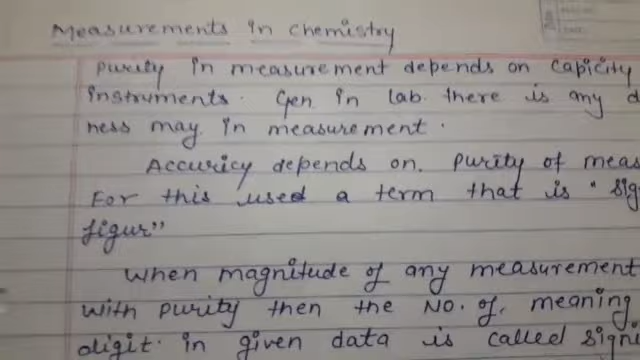 Measurements in chemistry
Purity in measurement depends on capicity
instruments. Gen in lab. there is any d
ness may in measurement.
Accuricy depends on. Purity of meas
For this used a term that is "sig
figur"
When magnitude of any measurement
with purity then the No. of. meaning
digit. in given data is called signi